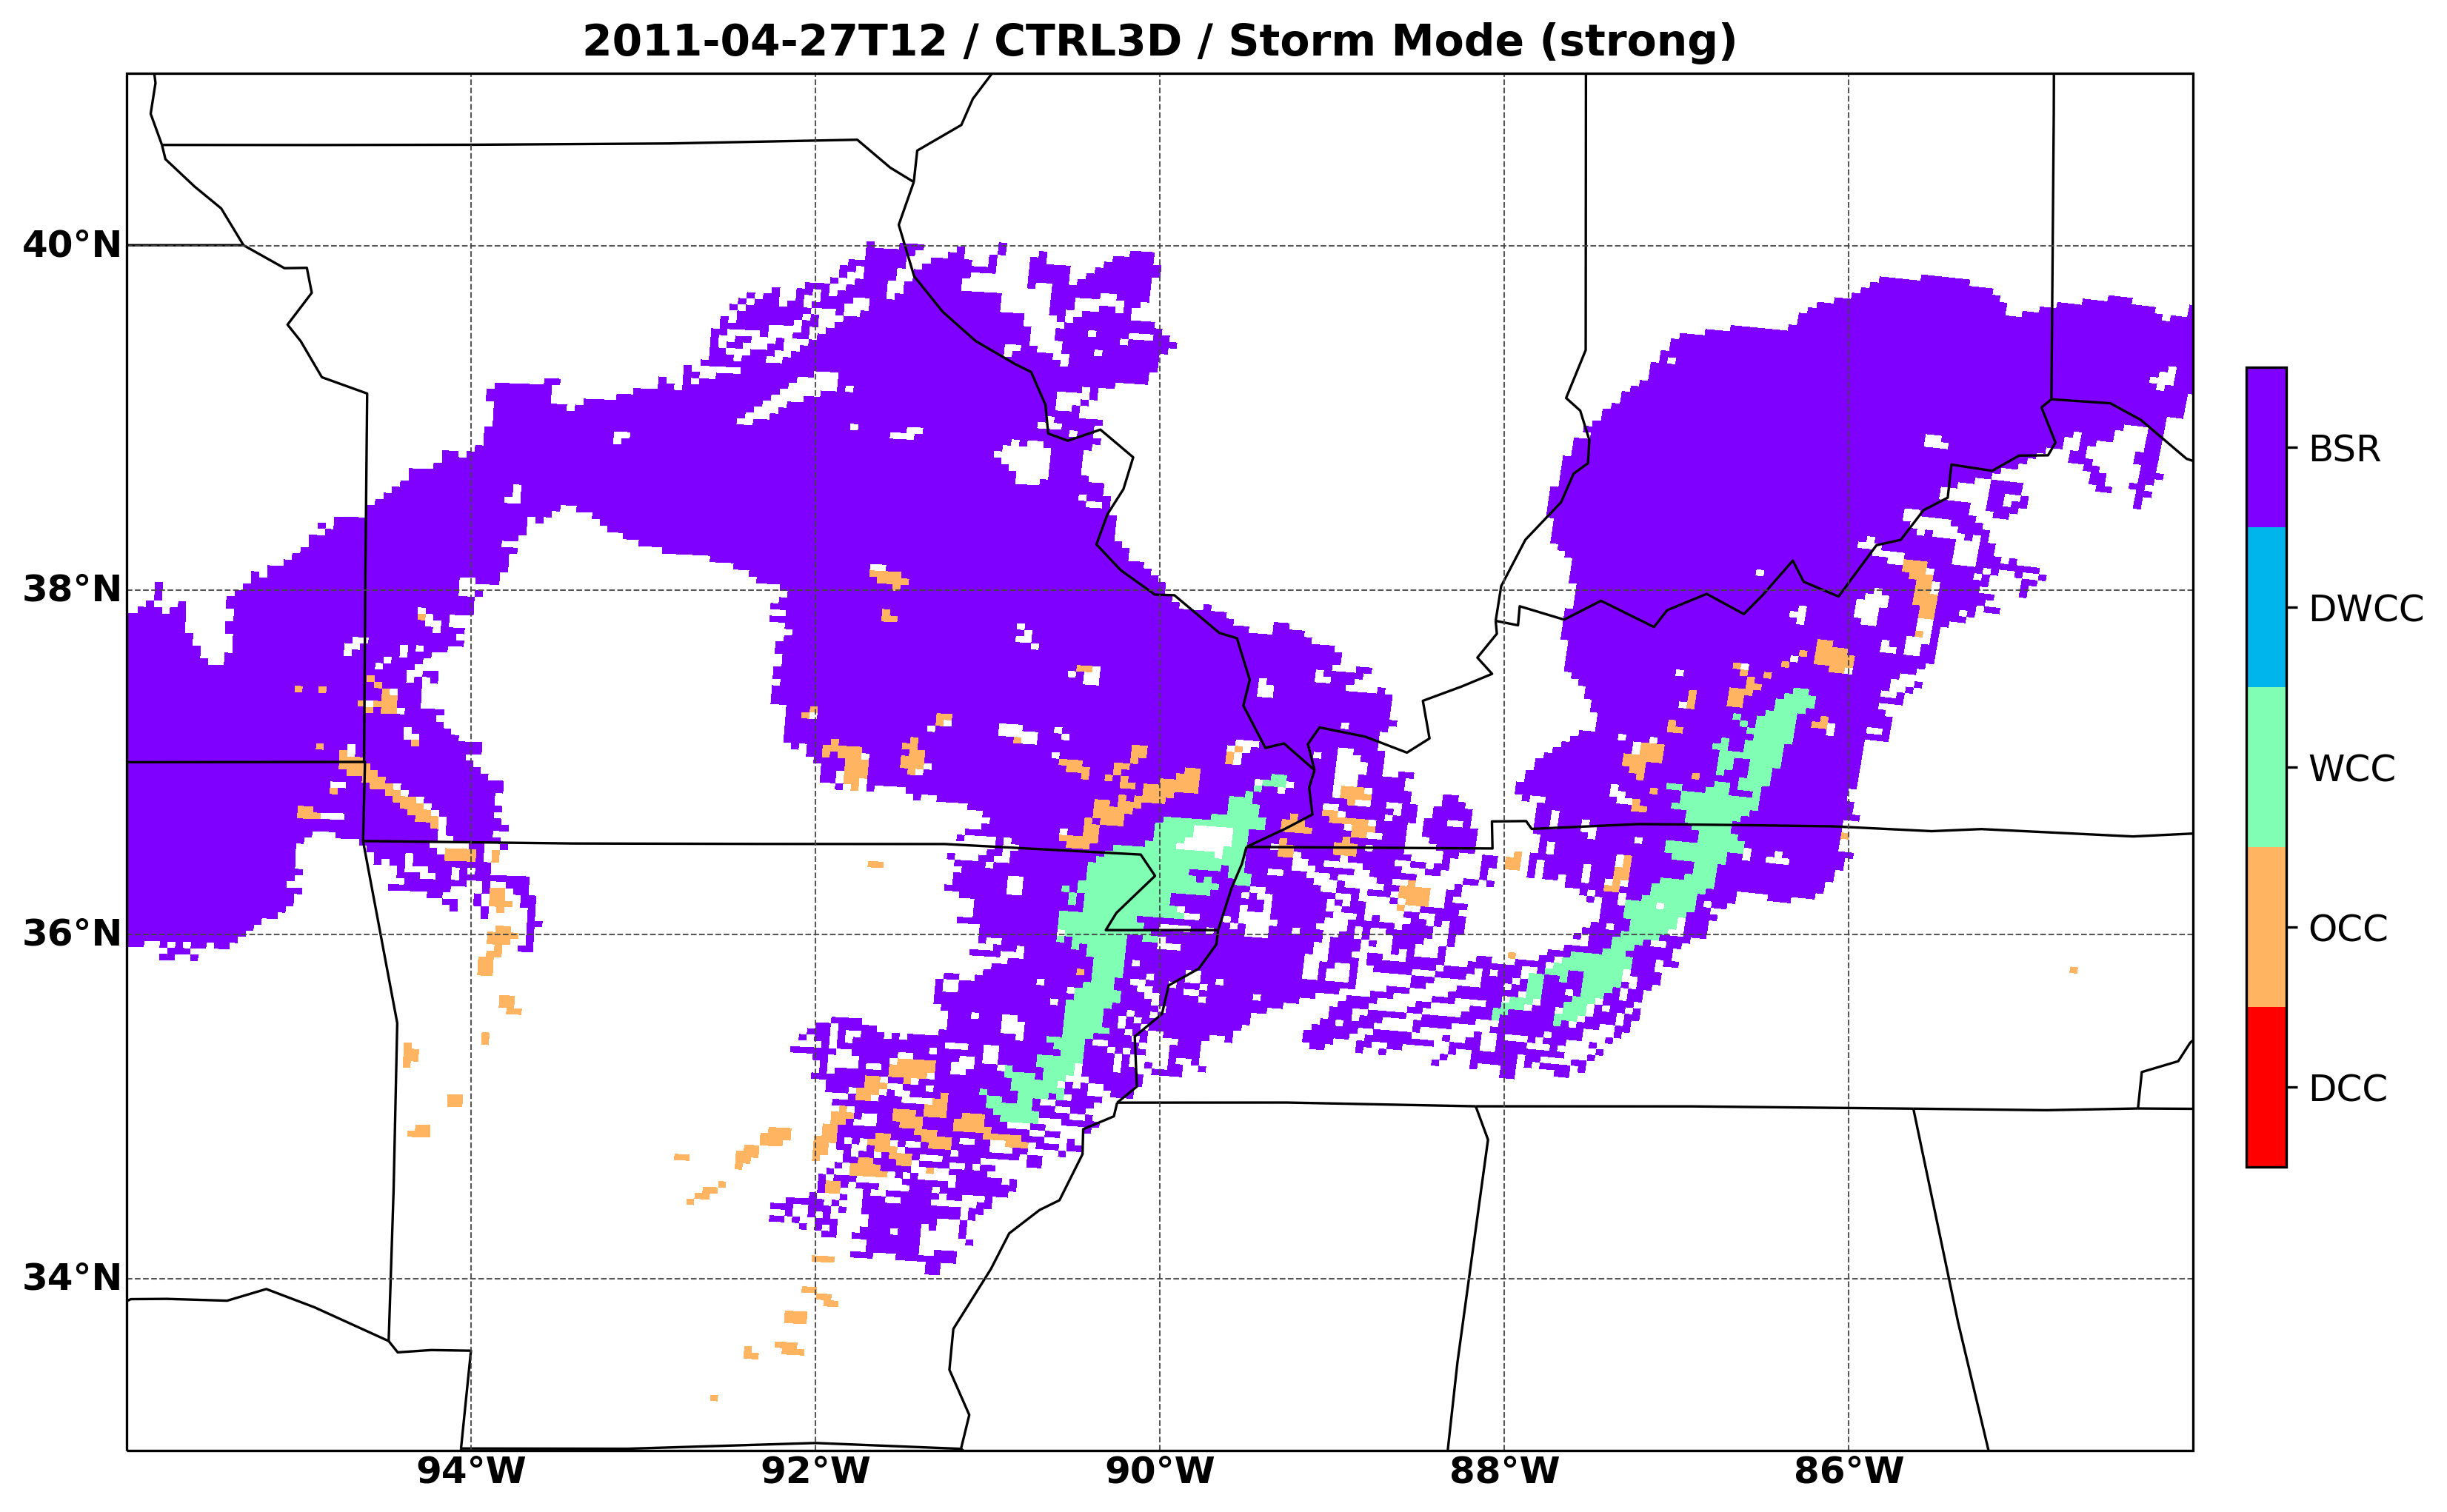 2011-04-27T12 / CTRL3D / Storm Mode (strong)
40°N
38°N
36°N
34°N
94°W
92°W
90°W
88°W
86°W
BSR
DWCC
WCC
OCC
DCC